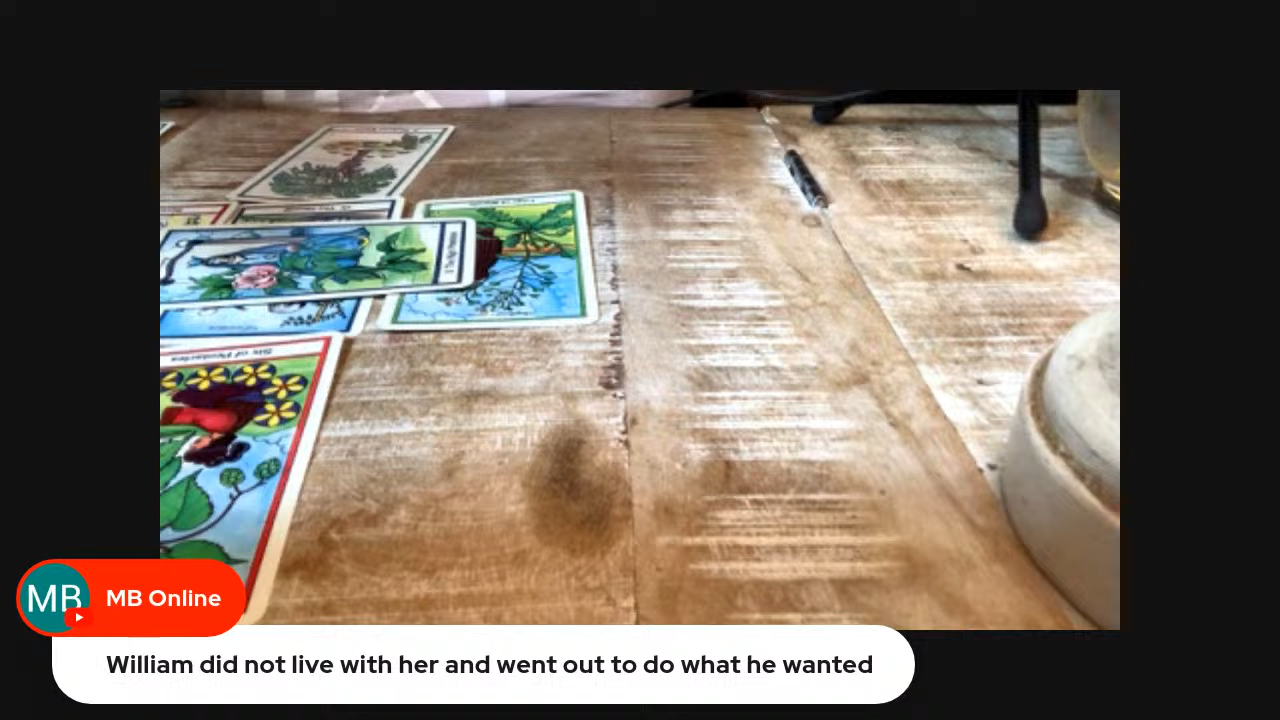 Six of Pentacles
MB
MB Online
William did not live with her and went out to do what he wanted